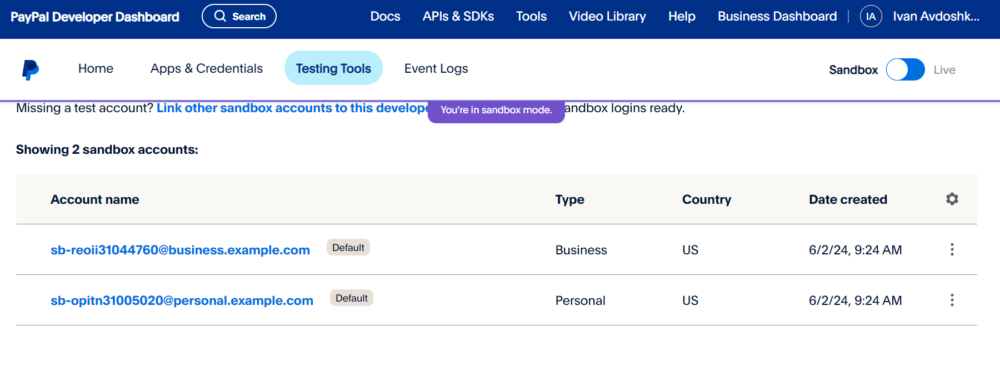 PayPal Developer Dashboard Search Docs APIs & SDKs Tools Video Library Help Business Dashboard IA Ivan Avdoshk...
Home Apps & Credentials Testing Tools Event Logs Sandbox Live
Missing a test account? Link other sandbox accounts to this develope andbox logins ready.
You're in sandbox mode.
Showing 2 sandbox accounts:
Account name Type Country Date created
sb-reoii31044760@business.example.com Default Business US 6/2/24, 9:24 AM
sb-opitn31005020@personal.example.com Default Personal US 6/2/24, 9:24 AM